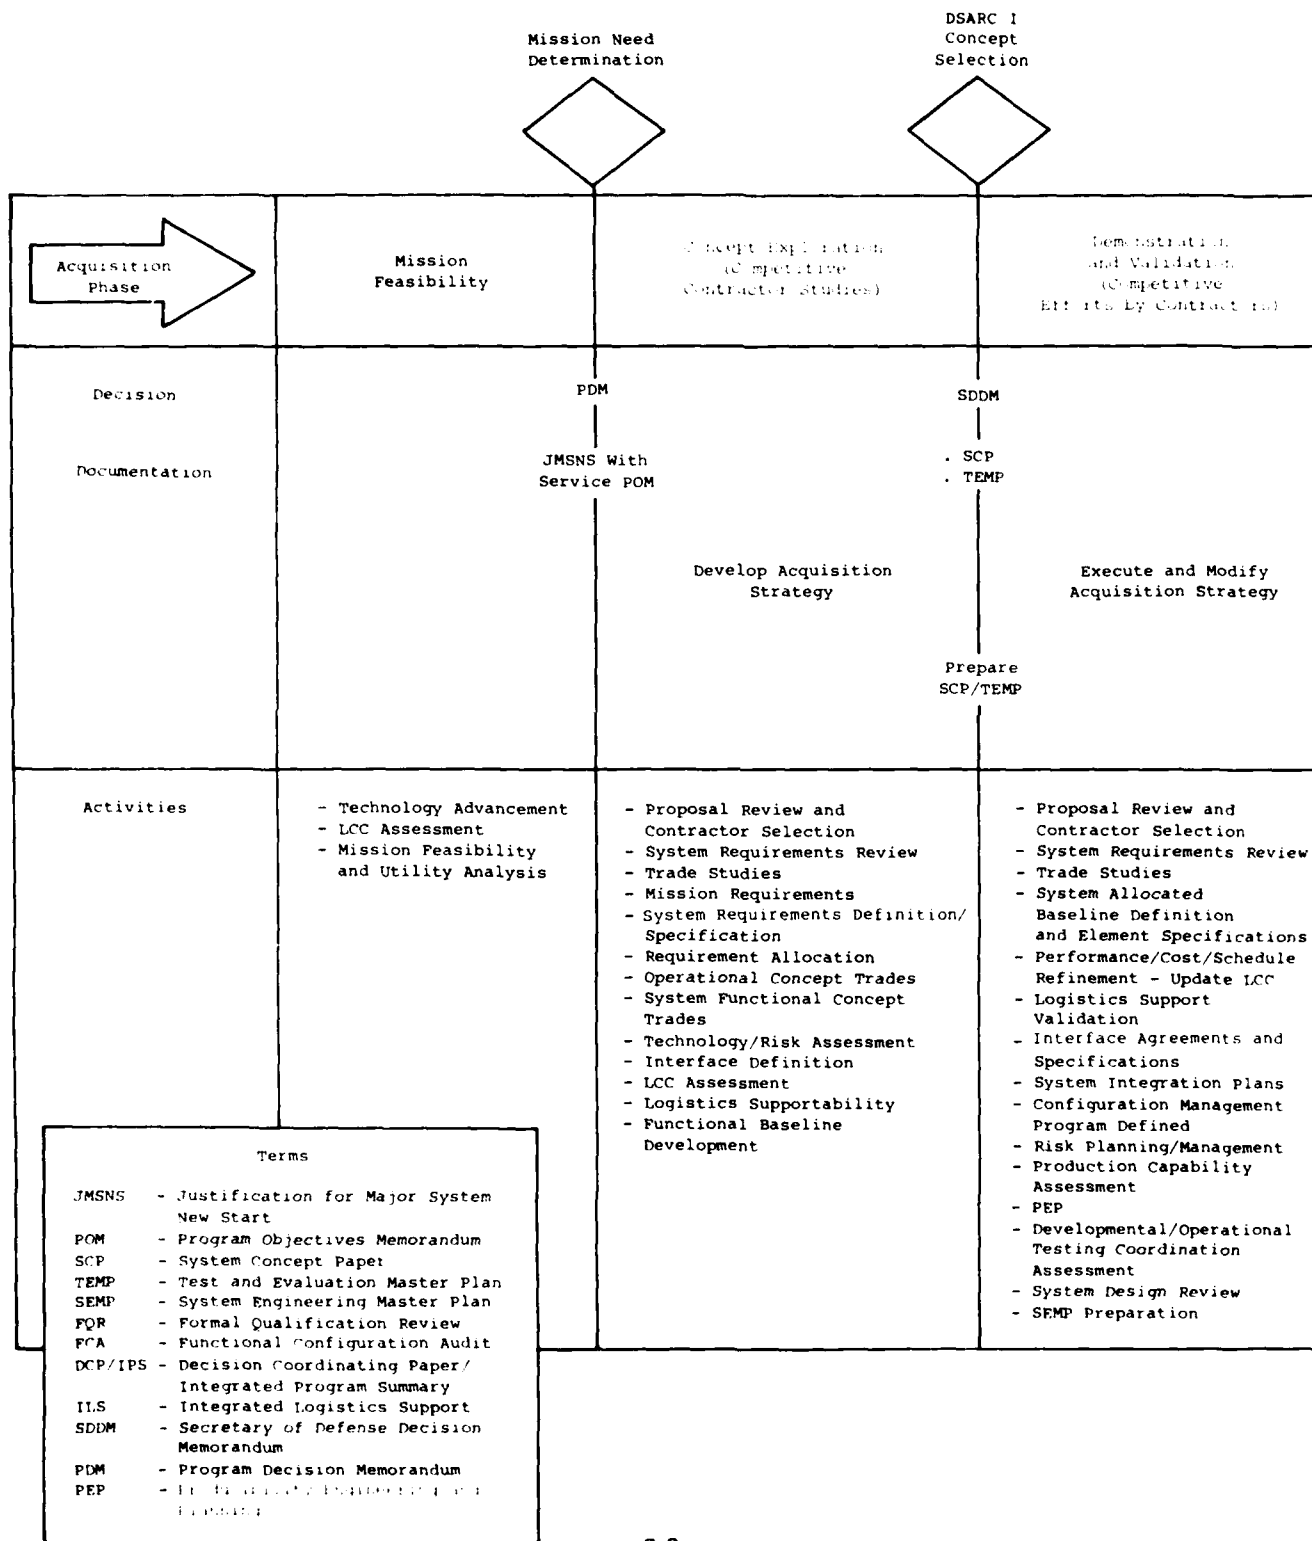 Mission Need
Determination
DSARC I
Concept
Selection
Acquisition
Phase
Mission
Feasibility
Concept Exploration
(Competitive
Contractor Studies)
Demonstration
and Validation
(Competitive
Efforts by Contractors)
Decision
PDM
SDDM
Documentation
JMSNS With
Service POM
. SCP
. TEMP
Develop Acquisition
Strategy
Execute and Modify
Acquisition Strategy
Prepare
SCP/TEMP
Activities
- Technology Advancement
- LCC Assessment
- Mission Feasibility
and Utility Analysis
- Proposal Review and
Contractor Selection
- System Requirements Review
- Trade Studies
- Mission Requirements
- System Requirements Definition/
Specification
- Requirement Allocation
- Operational Concept Trades
- System Functional Concept
Trades
- Technology/Risk Assessment
- Interface Definition
- LCC Assessment
- Logistics Supportability
- Functional Baseline
Development
- Proposal Review and
Contractor Selection
- System Requirements Review
- Trade Studies
- System Allocated
Baseline Definition
and Element Specifications
- Performance/Cost/Schedule
Refinement - Update LCC
- Logistics Support
Validation
- Interface Agreements and
Specifications
- System Integration Plans
- Configuration Management
Program Defined
- Risk Planning/Management
- Production Capability
Assessment
- PEP
- Developmental/Operational
Testing Coordination
Assessment
- System Design Review
- SEMP Preparation
Terms
JMSNS - Justification for Major System
New Start
POM - Program Objectives Memorandum
SCP - System Concept Paper
TEMP - Test and Evaluation Master Plan
SEMP - System Engineering Master Plan
FQR - Formal Qualification Review
FCA - Functional Configuration Audit
DCP/IPS - Decision Coordinating Paper/
Integrated Program Summary
ILS - Integrated Logistics Support
SDDM - Secretary of Defense Decision
Memorandum
PDM - Program Decision Memorandum
PEP - Engineering and
Planning